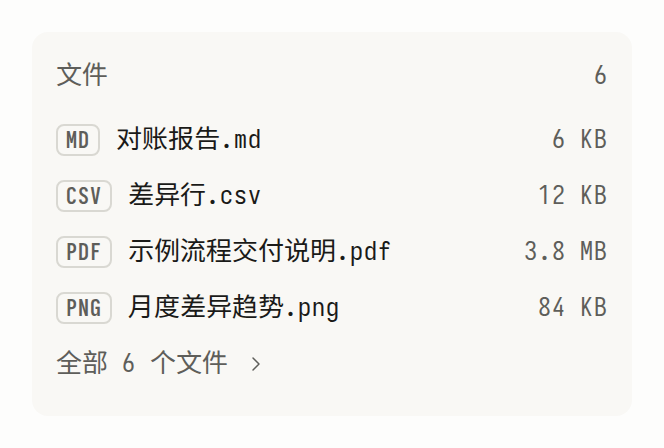 文件 6
MD 对账报告.md 6 KB
CSV 差异行.csv 12 KB
PDF 示例流程交付说明.pdf 3.8 MB
PNG 月度差异趋势.png 84 KB
全部 6 个文件 >